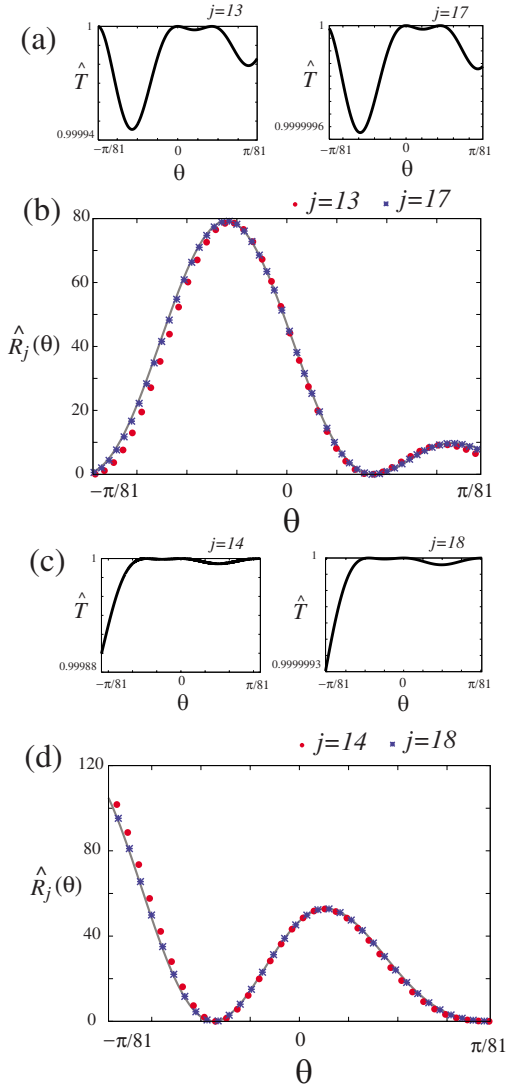 (a)
j=13
1
T̂
0.99994
−π/81
0
π/81
θ
j=17
1
T̂
0.9999996
−π/81
0
π/81
θ
(b)
j=13
j=17
80
60
40
20
0
R̂j(θ)
−π/81
0
π/81
θ
(c)
j=14
1
T̂
0.99988
−π/81
0
π/81
θ
j=18
1
T̂
0.9999993
−π/81
0
π/81
θ
(d)
j=14
j=18
120
80
40
0
R̂j(θ)
−π/81
0
π/81
θ